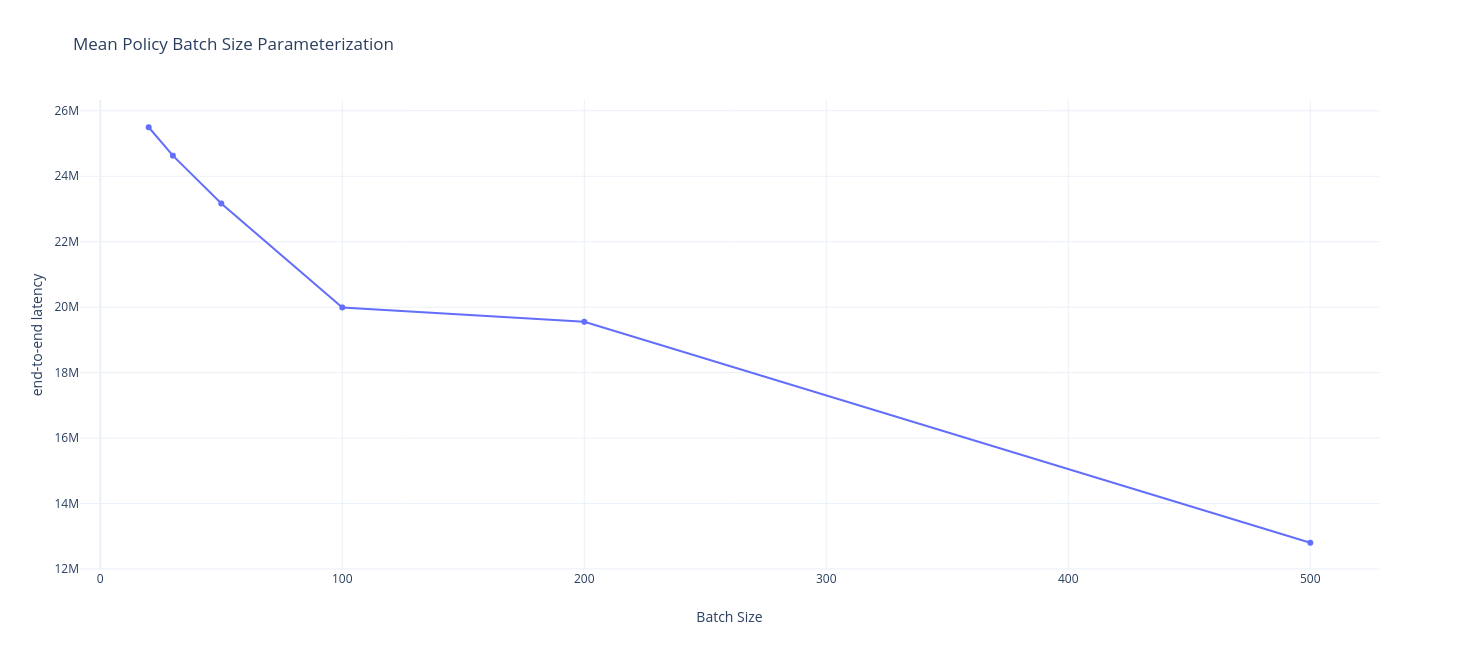 Mean Policy Batch Size Parameterization
26M
24M
22M
20M
18M
16M
14M
12M
end-to-end latency
0 100 200 300 400 500
Batch Size